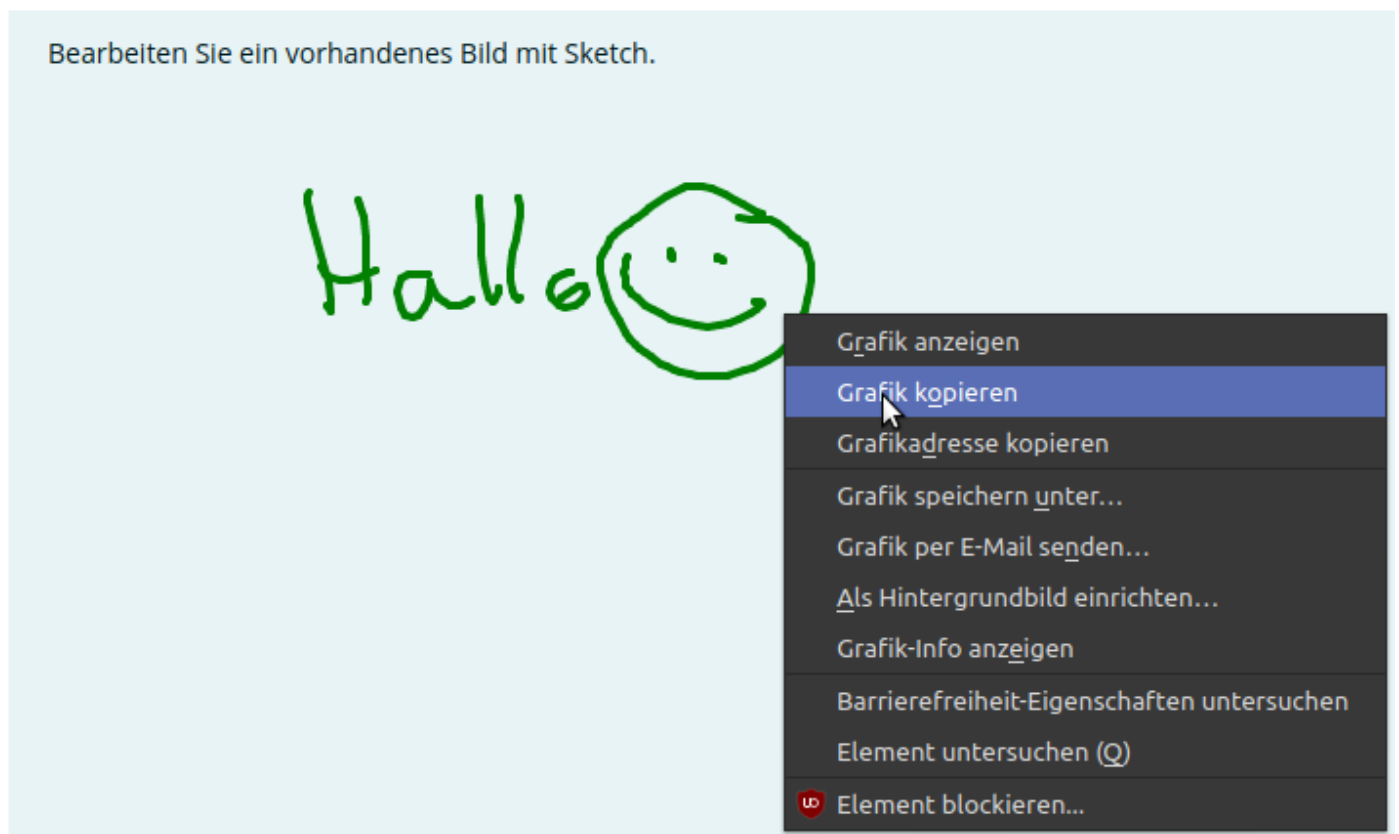 Bearbeiten Sie ein vorhandenes Bild mit Sketch.
Hallo
Grafik anzeigen
Grafik kopieren
Grafikadresse kopieren
Grafik speichern unter…
Grafik per E-Mail senden…
Als Hintergrundbild einrichten…
Grafik-Info anzeigen
Barrierefreiheit-Eigenschaften untersuchen
Element untersuchen (Q)
Element blockieren...